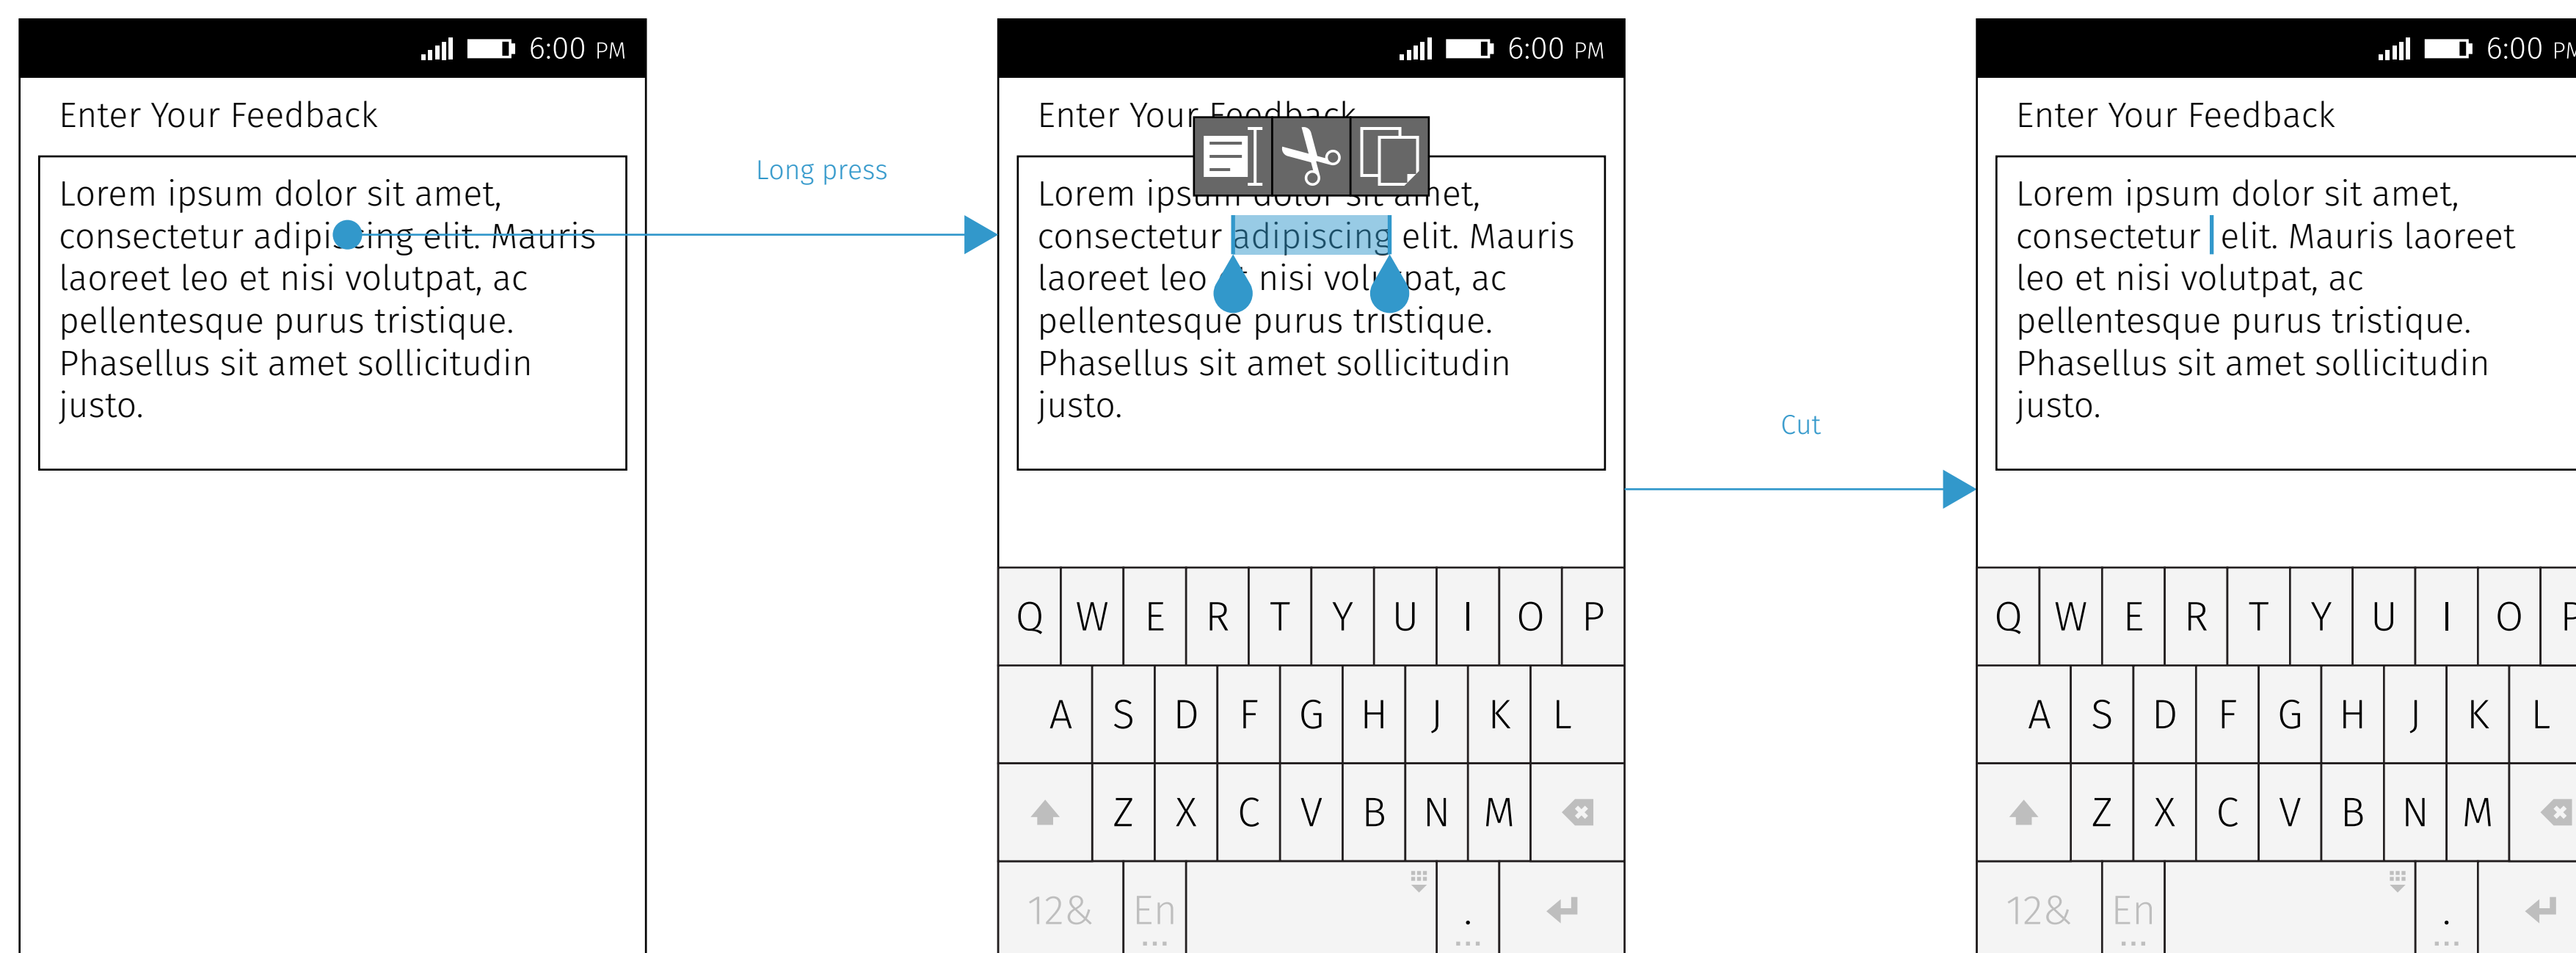 6:00 PM
Enter Your Feedback
Lorem ipsum dolor sit amet,
consectetur adipiscing elit. Mauris
laoreet leo et nisi volutpat, ac
pellentesque purus tristique.
Phasellus sit amet sollicitudin
justo.
Long press
6:00 PM
Enter Your Feedback
Lorem ipsum dolor sit amet,
consectetur adipiscing elit. Mauris
laoreet leo et nisi volutpat, ac
pellentesque purus tristique.
Phasellus sit amet sollicitudin
justo.
Q W E R T Y U I O P
A S D F G H J K L
Z X C V B N M
12& En .
Cut
6:00 PM
Enter Your Feedback
Lorem ipsum dolor sit amet,
consectetur elit. Mauris laoreet
leo et nisi volutpat, ac
pellentesque purus tristique.
Phasellus sit amet sollicitudin
justo.
Q W E R T Y U I O P
A S D F G H J K L
Z X C V B N M
12& En .